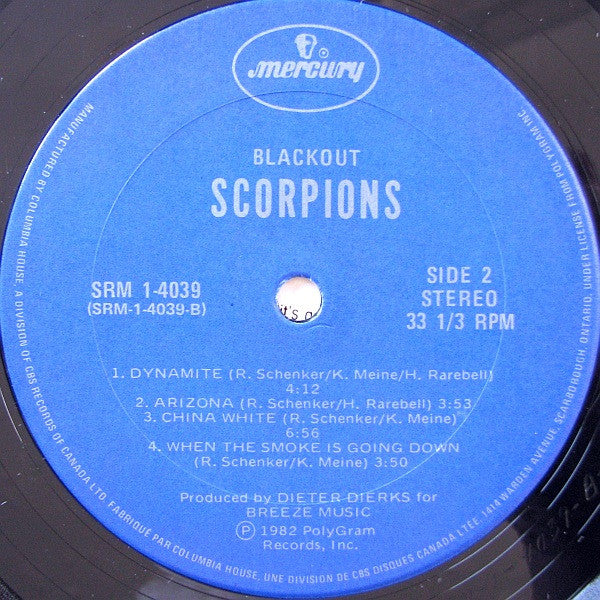 mercury
BLACKOUT
SCORPIONS
SRM 1-4039
(SRM-1-4039-B)
SIDE 2
STEREO
33 1/3 RPM
1. DYNAMITE (R. Schenker/K. Meine/H. Rarebell)
4:12
2. ARIZONA (R. Schenker/H. Rarebell) 3:53
3. CHINA WHITE (R. Schenker/K. Meine)
6:56
4. WHEN THE SMOKE IS GOING DOWN
(R. Schenker/K. Meine) 3:50
Produced by DIETER DIERKS for
BREEZE MUSIC
Ⓟ 1982 PolyGram
Records, Inc.
MANUFACTURED BY COLUMBIA HOUSE, A DIVISION OF CBS RECORDS OF CANADA LTD. FABRIQUÉ PAR COLUMBIA HOUSE, UNE DIVISION DE CBS DISQUES CANADA LTÉE, 1414 WARDEN AVENUE, SCARBOROUGH, ONTARIO, UNDER LICENSE FROM POLYGRAM INC.